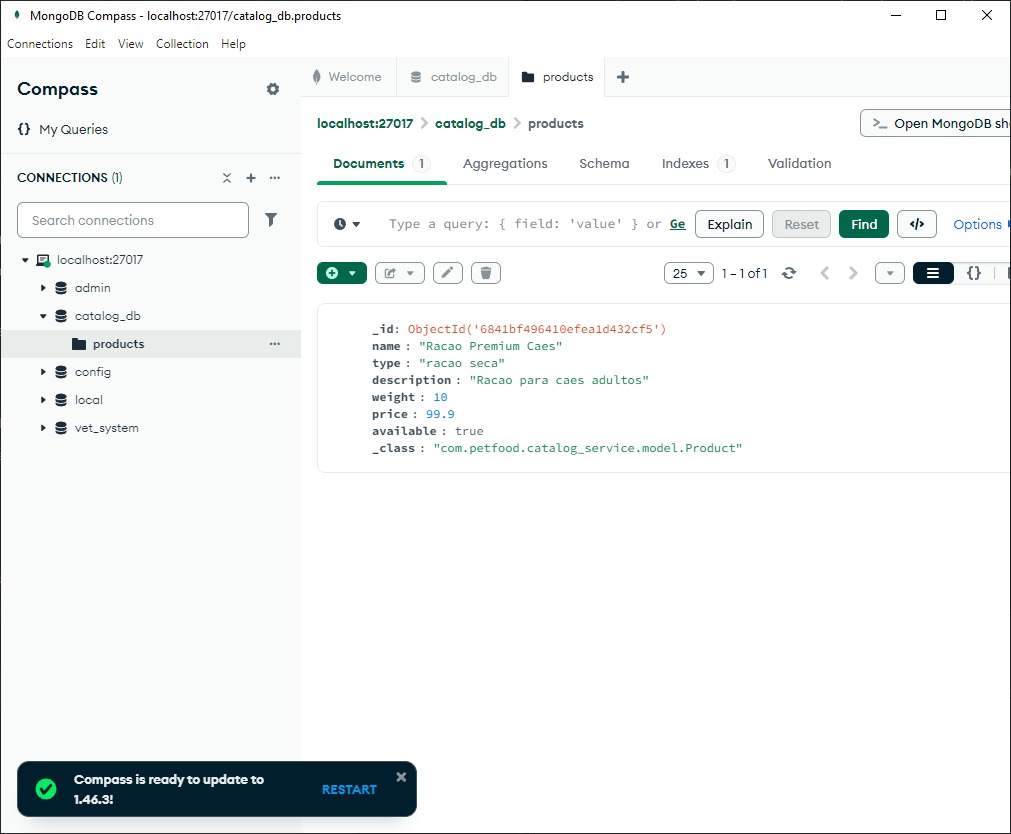 MongoDB Compass - localhost:27017/catalog_db.products
Connections Edit View Collection Help
Compass
{} My Queries
CONNECTIONS (1)
Search connections
localhost:27017
admin
catalog_db
products
config
local
vet_system
Welcome catalog_db products
localhost:27017 catalog_db products
>_ Open MongoDB she
Documents 1 Aggregations Schema Indexes 1 Validation
Type a query: { field: 'value' } or Ge Explain Reset Find </> Options
25 1 – 1 of 1 {}
_id: ObjectId('6841bf496410efea1d432cf5')
name : "Racao Premium Caes"
type : "racao seca"
description : "Racao para caes adultos"
weight : 10
price : 99.9
available : true
_class : "com.petfood.catalog_service.model.Product"
Compass is ready to update to
1.46.3!
RESTART